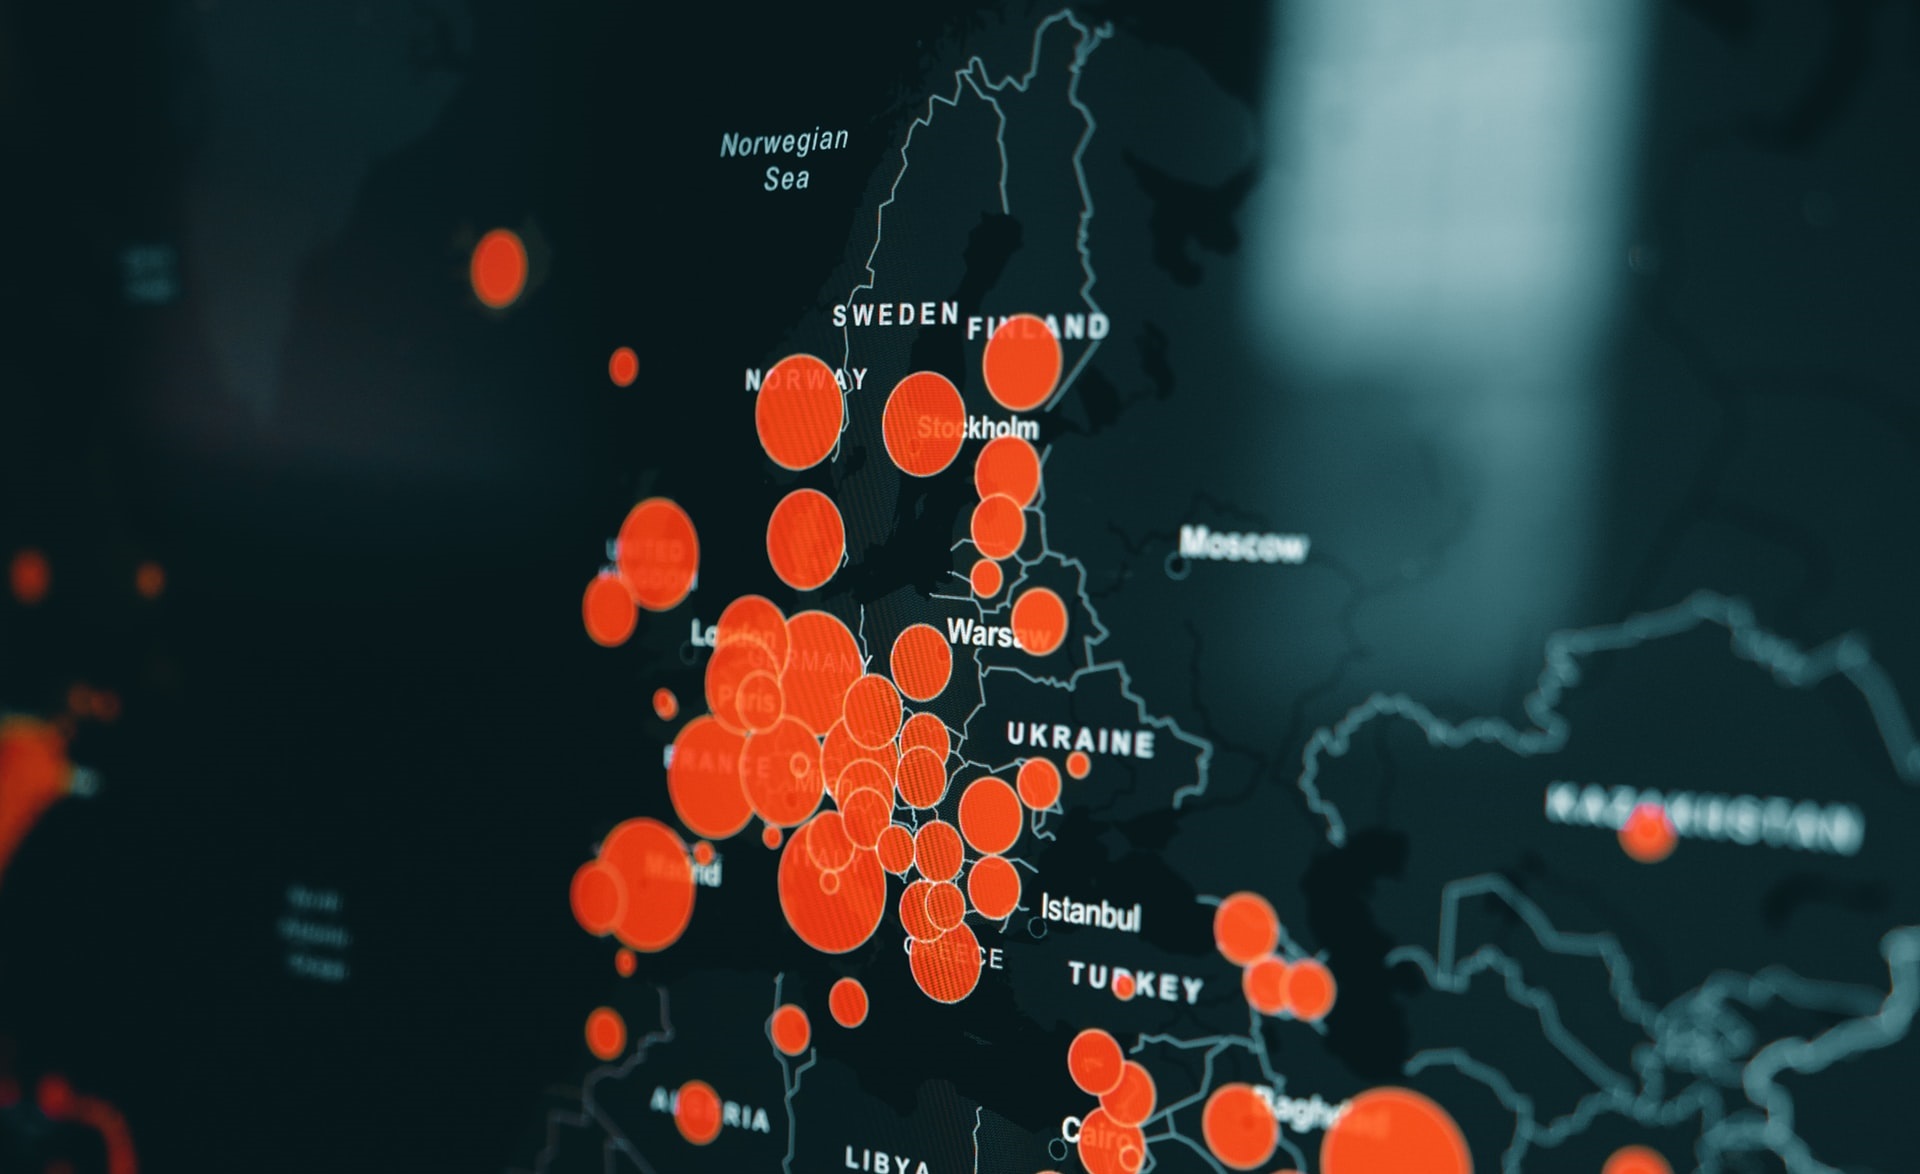 Norwegian
Sea
SWEDEN
FINLAND
NORWAY
Stockholm
UNITED
KINGDOM
Moscow
London
Warsaw
GERMANY
Paris
UKRAINE
FRANCE
Milano
KAZAKHSTAN
Madrid
ITALY
Istanbul
GREECE
TURKEY
ALGERIA
Baghdad
Cairo
LIBYA